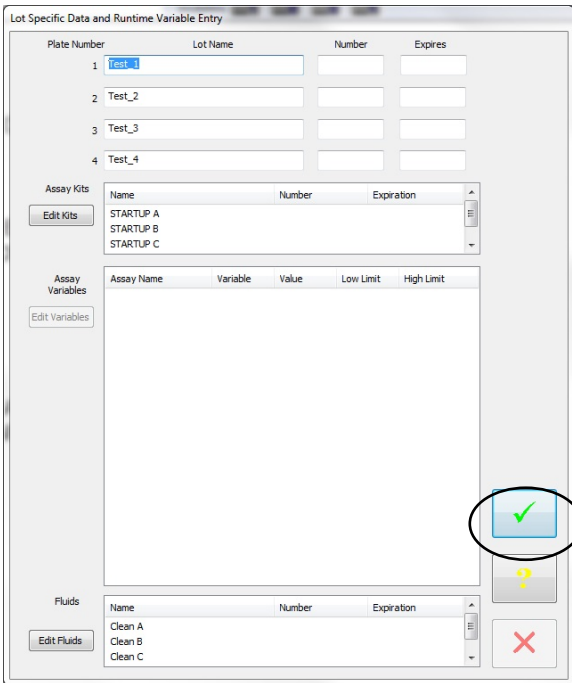 Lot Specific Data and Runtime Variable Entry
Plate Number Lot Name Number Expires
1 Test_1
2 Test_2
3 Test_3
4 Test_4
Assay Kits
Edit Kits
Name Number Expiration
STARTUP A
STARTUP B
STARTUP C
Assay Variables
Edit Variables
Assay Name Variable Value Low Limit High Limit
?
Fluids
Edit Fluids
Name Number Expiration
Clean A
Clean B
Clean C